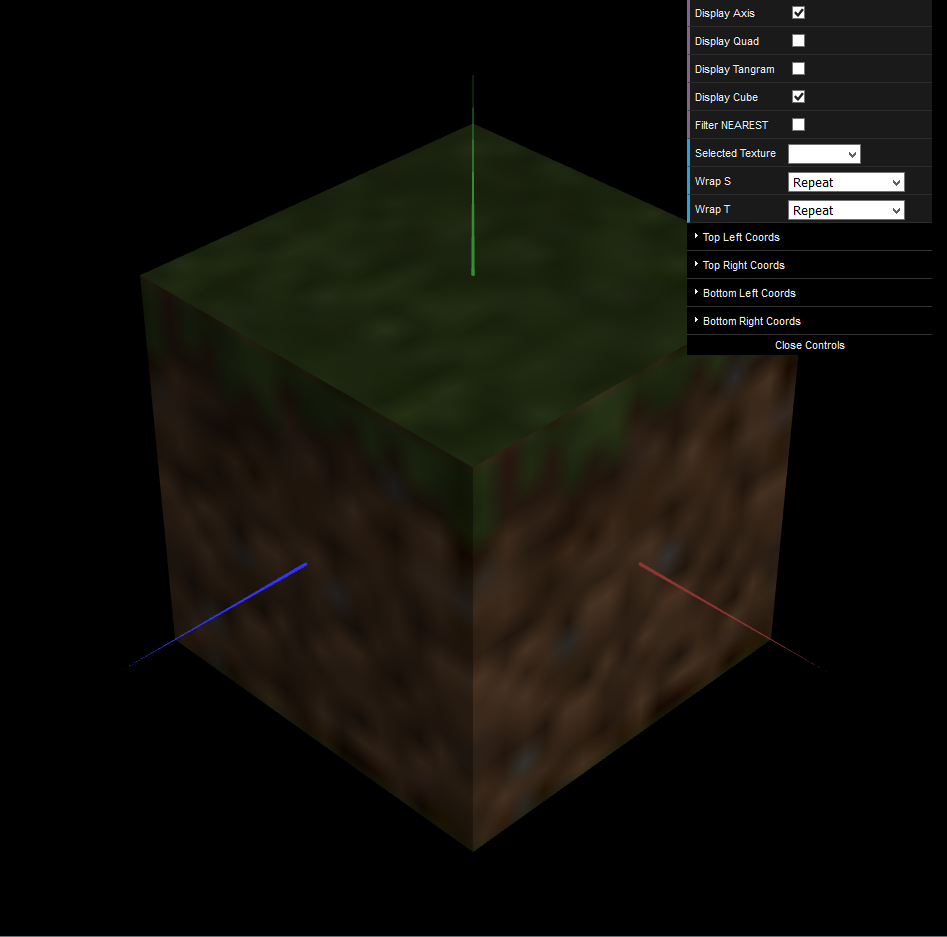 Display Axis
Display Quad
Display Tangram
Display Cube
Filter NEAREST
Selected Texture
Wrap S Repeat
Wrap T Repeat
Top Left Coords
Top Right Coords
Bottom Left Coords
Bottom Right Coords
Close Controls